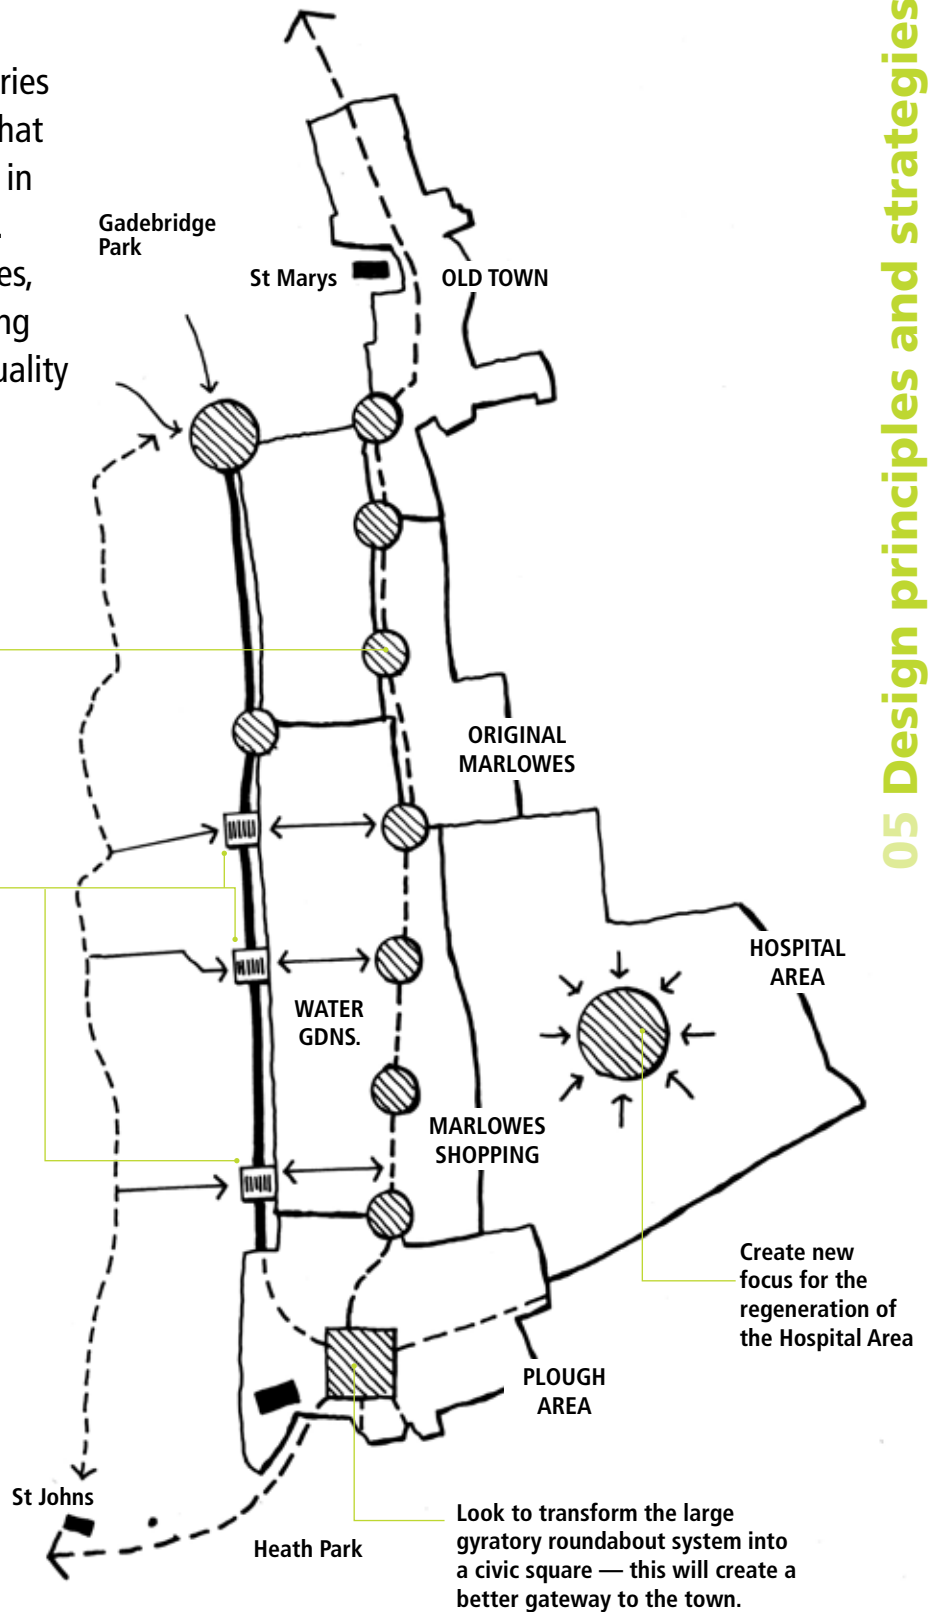 ries
hat
in
.
es,
ng
uality
05 Design principles and strategies
Gadebridge
Park
St Marys
OLD TOWN
ORIGINAL
MARLOWES
HOSPITAL
AREA
WATER
GDNS.
MARLOWES
SHOPPING
Create new
focus for the
regeneration of
the Hospital Area
PLOUGH
AREA
St Johns
Heath Park
Look to transform the large
gyratory roundabout system into
a civic square — this will create a
better gateway to the town.